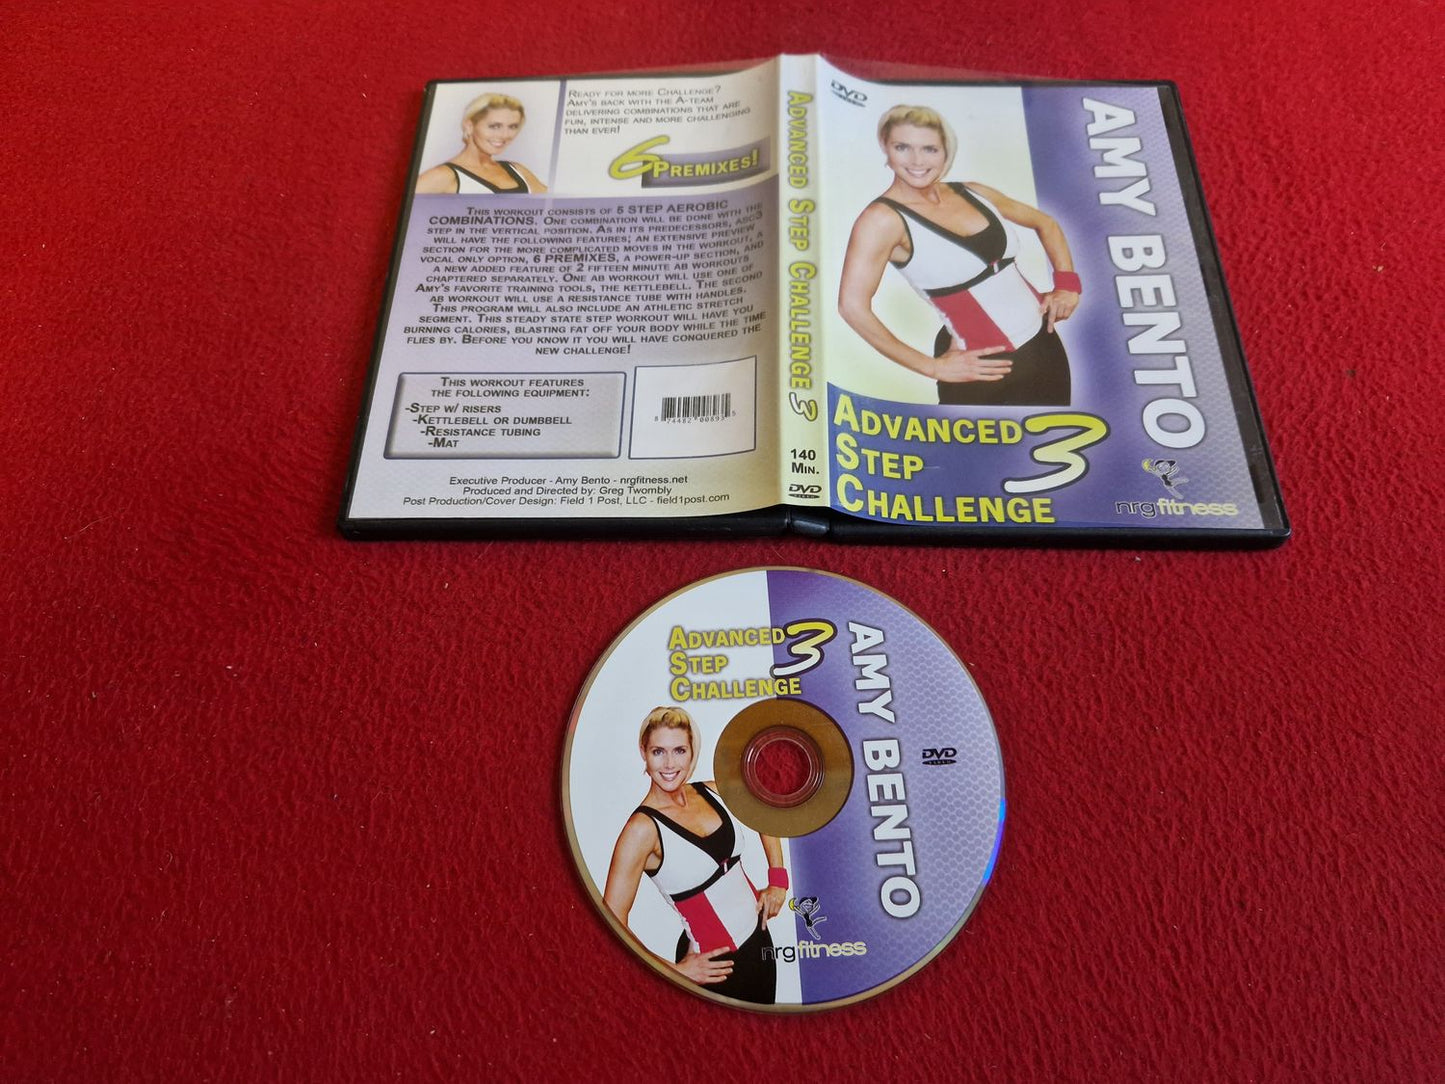 Ready for more Challenge?
Amy's back with the A-team
delivering combinations that are
fun, intense and more challenging
than ever!
6 Premixes!
This workout consists of 5 STEP AEROBIC
COMBINATIONS. One combination will be done with the
step in the vertical position. As in its predecessors, ASC3
will have the following features; an extensive preview
section for the more complicated moves in the workout, a
vocal only option, 6 PREMIXES, a power-up section, and
a new added feature of 2 fifteen minute ab workouts
chaptered separately. One ab workout will use one of
Amy's favorite training tools, the kettlebell. The second
ab workout will use a resistance tube with handles.
This program will also include an athletic stretch
segment. This steady state step workout will have you
burning calories, blasting fat off your body while the time
flies by. Before you know it you will have conquered the
new challenge!
This workout features
the following equipment:
-Step w/ risers
-Kettlebell or dumbbell
-Resistance tubing
-Mat
8 74482 00893 5
Executive Producer - Amy Bento - nrgfitness.net
Produced and Directed by: Greg Twombly
Post Production/Cover Design: Field 1 Post, LLC - field1post.com
Advanced Step Challenge 3
140
Min.
DVD
VIDEO
DVD
VIDEO
AMY BENTO
Advanced 3
Step
Challenge
nrgfitness
Advanced 3
Step
Challenge
AMY BENTO
DVD
VIDEO
nrgfitness